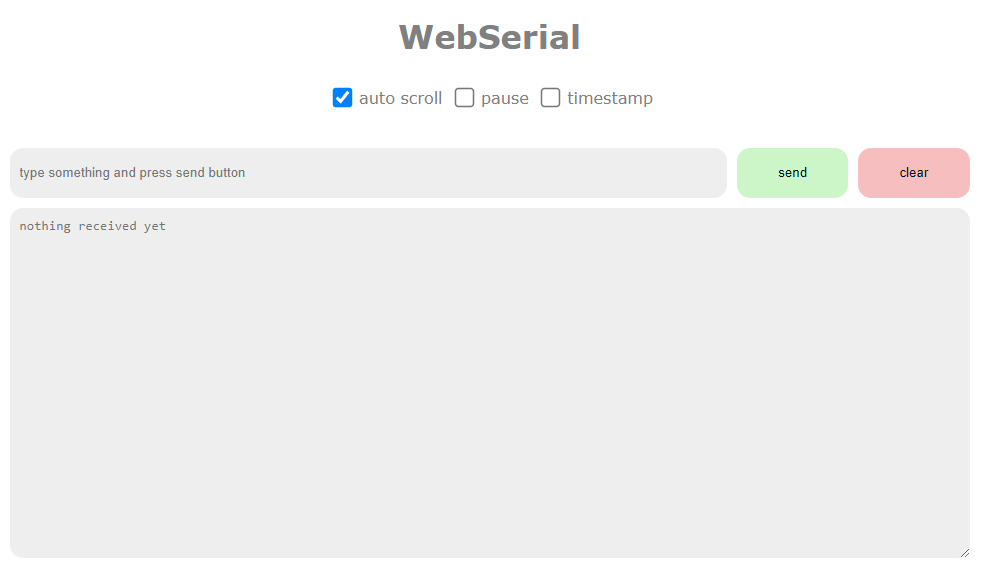 WebSerial
auto scroll pause timestamp
type something and press send button send clear
nothing received yet